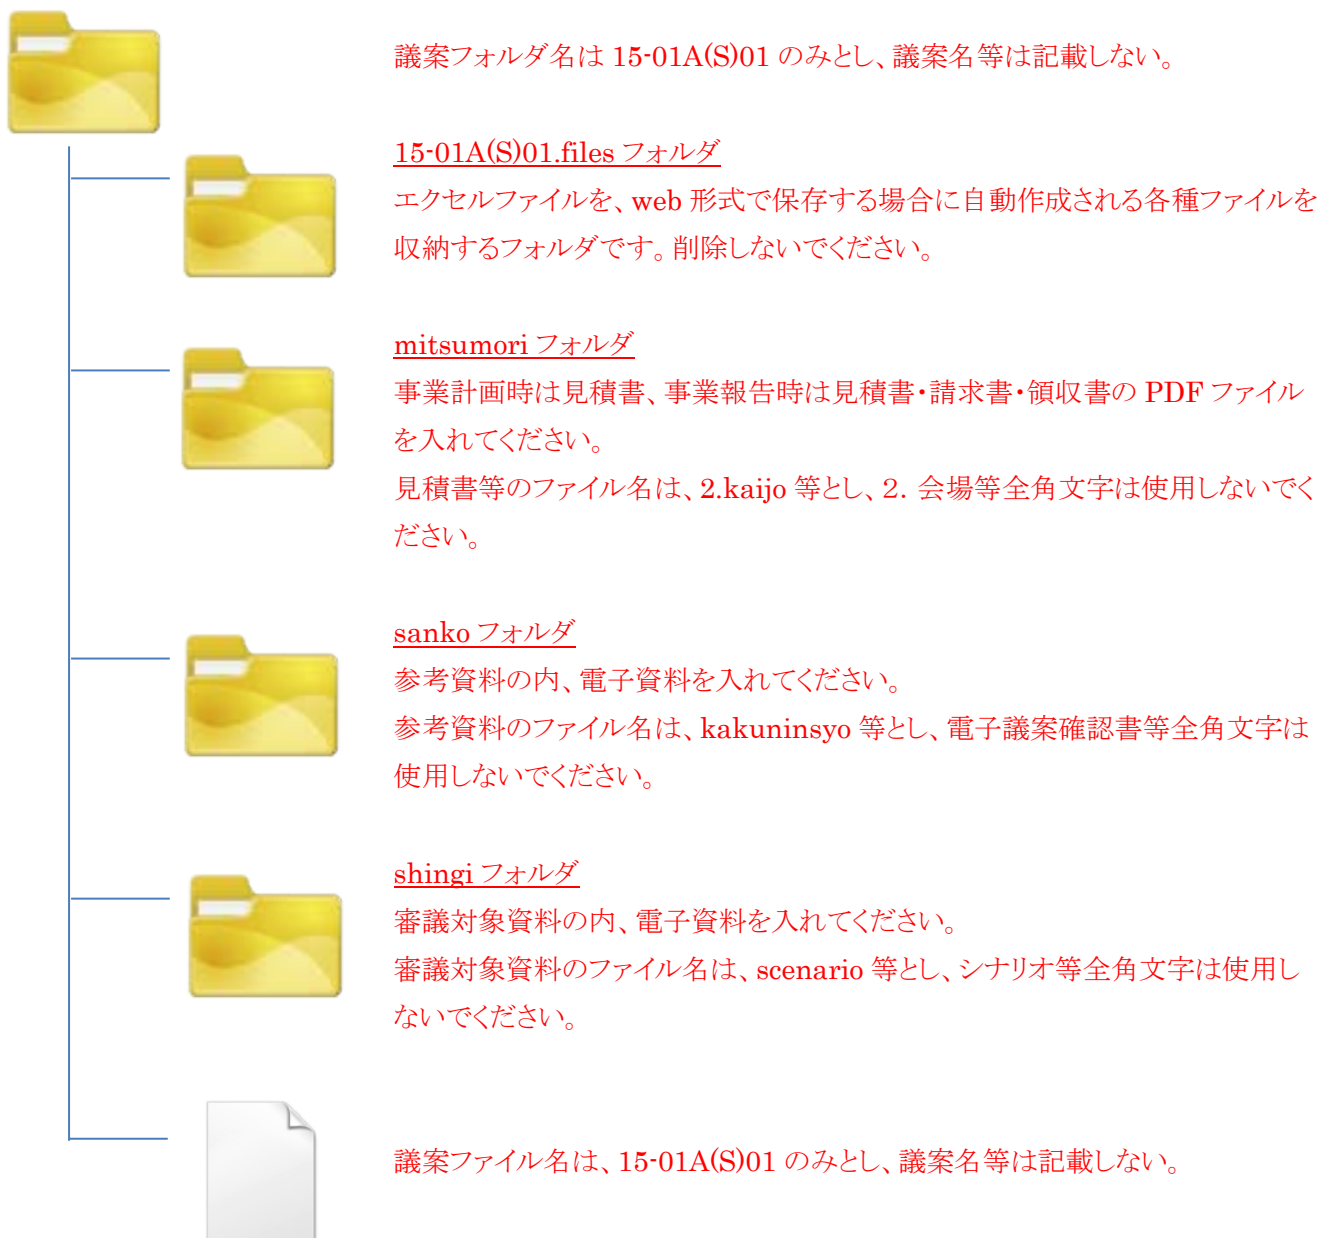 議案フォルダ名は 15-01A(S)01 のみとし、議案名等は記載しない。
15-01A(S)01.files フォルダ
エクセルファイルを、web 形式で保存する場合に自動作成される各種ファイルを
収納するフォルダです。削除しないでください。
mitsumori フォルダ
事業計画時は見積書、事業報告時は見積書・請求書・領収書の PDF ファイル
を入れてください。
見積書等のファイル名は、2.kaijo 等とし、２．会場等全角文字は使用しないでく
ださい。
sanko フォルダ
参考資料の内、電子資料を入れてください。
参考資料のファイル名は、kakuninsyo 等とし、電子議案確認書等全角文字は
使用しないでください。
shingi フォルダ
審議対象資料の内、電子資料を入れてください。
審議対象資料のファイル名は、scenario 等とし、シナリオ等全角文字は使用し
ないでください。
議案ファイル名は、15-01A(S)01 のみとし、議案名等は記載しない。